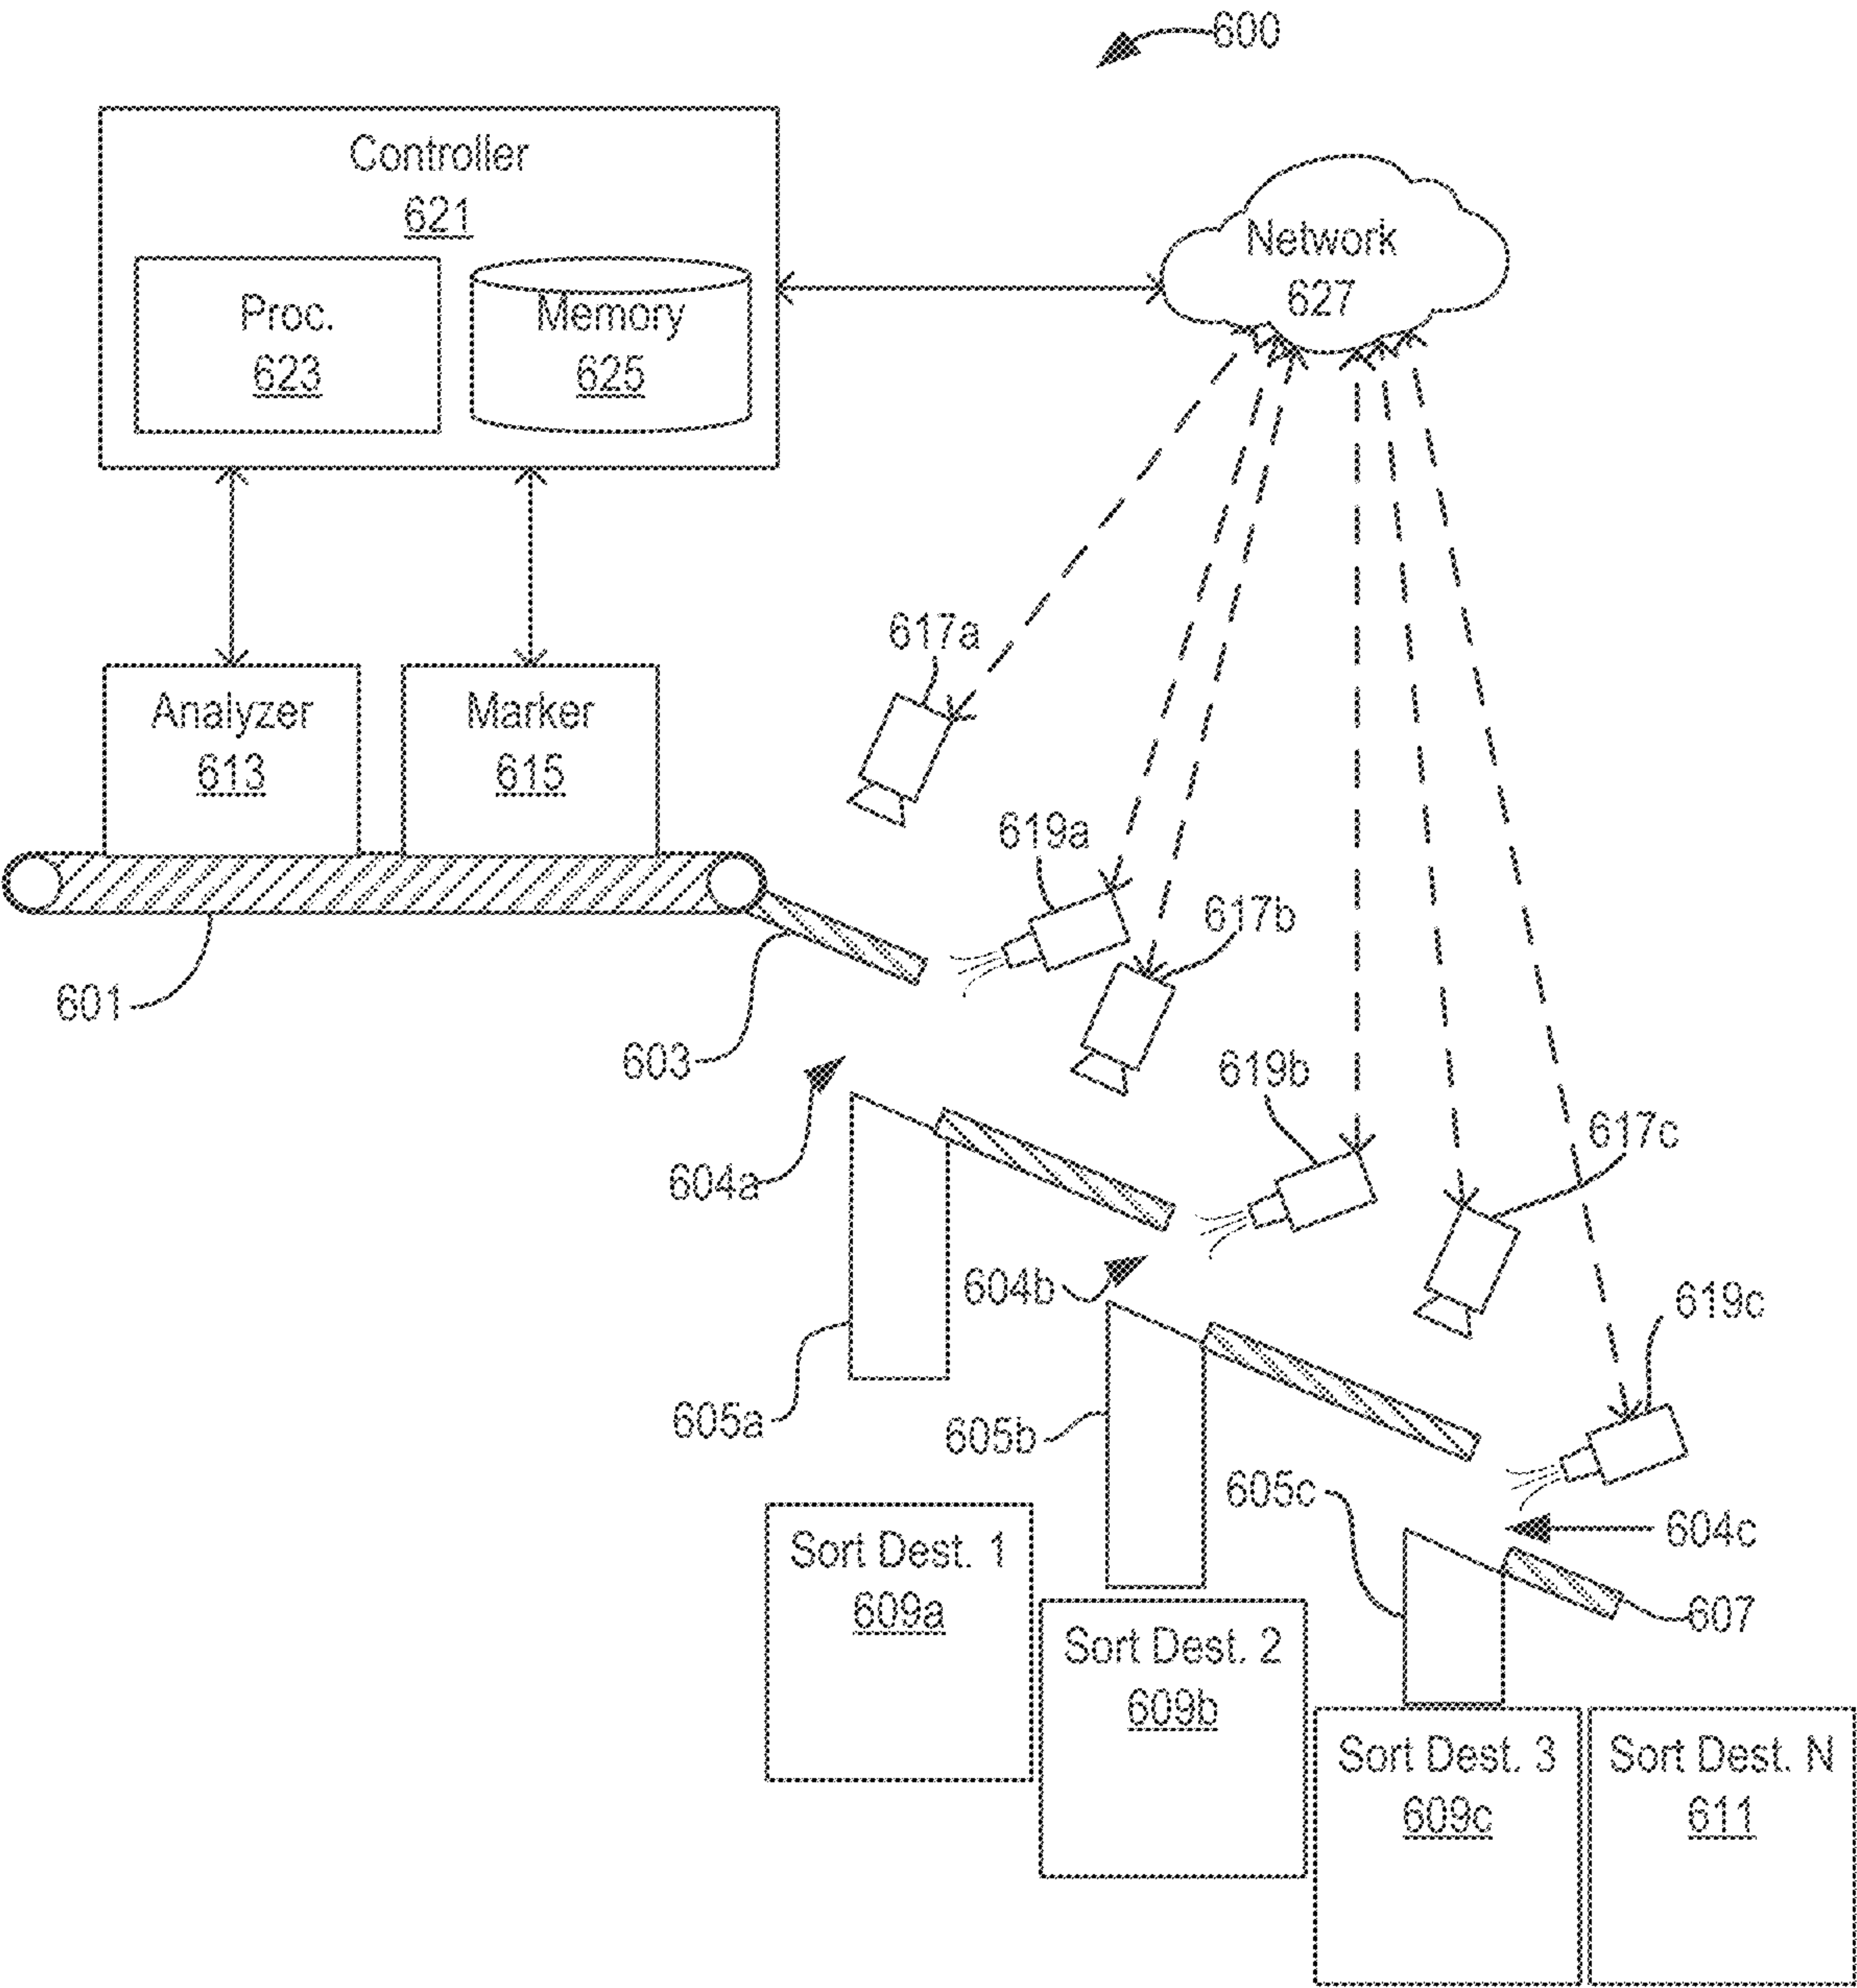 600
Controller
621
Proc.
623
Memory
625
Network
627
617a
Analyzer
613
Marker
615
619a
617b
601
603
619b
617c
604a
604b
619c
605a
605b
605c
604c
Sort Dest. 1
609a
607
Sort Dest. 2
609b
Sort Dest. 3
609c
Sort Dest. N
611